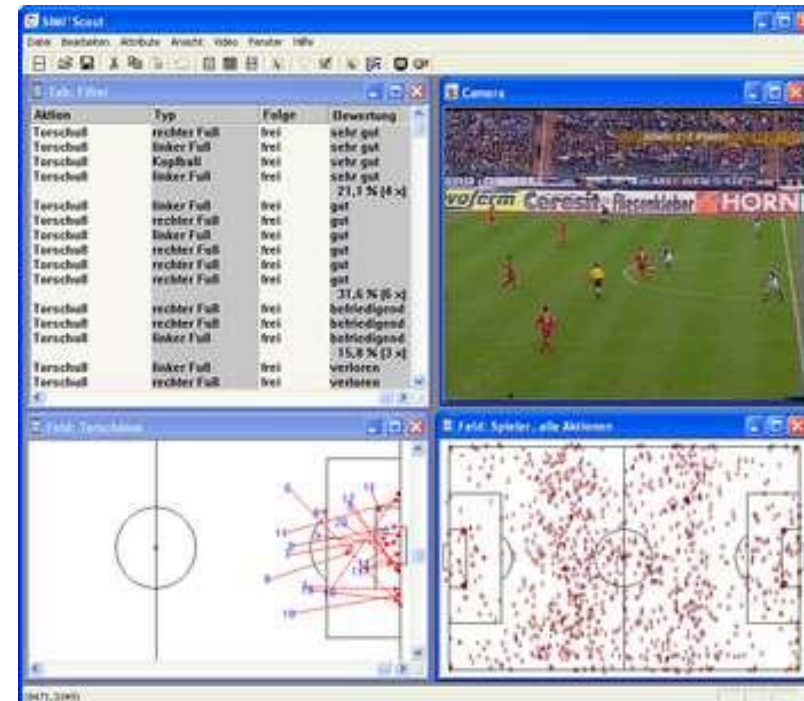 SIMI°Scout
Datei Bearbeiten Attribute Ansicht Video Fenster Hilfe
Tab: Filter
Aktion Typ Folge Bewertung
Torschuß rechter Fuß frei sehr gut
Torschuß linker Fuß frei sehr gut
Torschuß Kopfball frei sehr gut
Torschuß linker Fuß frei sehr gut
21,1 % (4 x)
Torschuß linker Fuß frei gut
Torschuß rechter Fuß frei gut
Torschuß linker Fuß frei gut
Torschuß rechter Fuß frei gut
Torschuß rechter Fuß frei gut
Torschuß rechter Fuß frei gut
31,6 % (6 x)
Torschuß rechter Fuß frei befriedigend
Torschuß rechter Fuß frei befriedigend
Torschuß linker Fuß frei befriedigend
15,8 % (3 x)
Torschuß linker Fuß frei verloren
Torschuß rechter Fuß frei verloren
Camera
Ceresit Fliesenkleber HORN
Feld: Torschüsse
Feld: Spieler, alle Aktionen